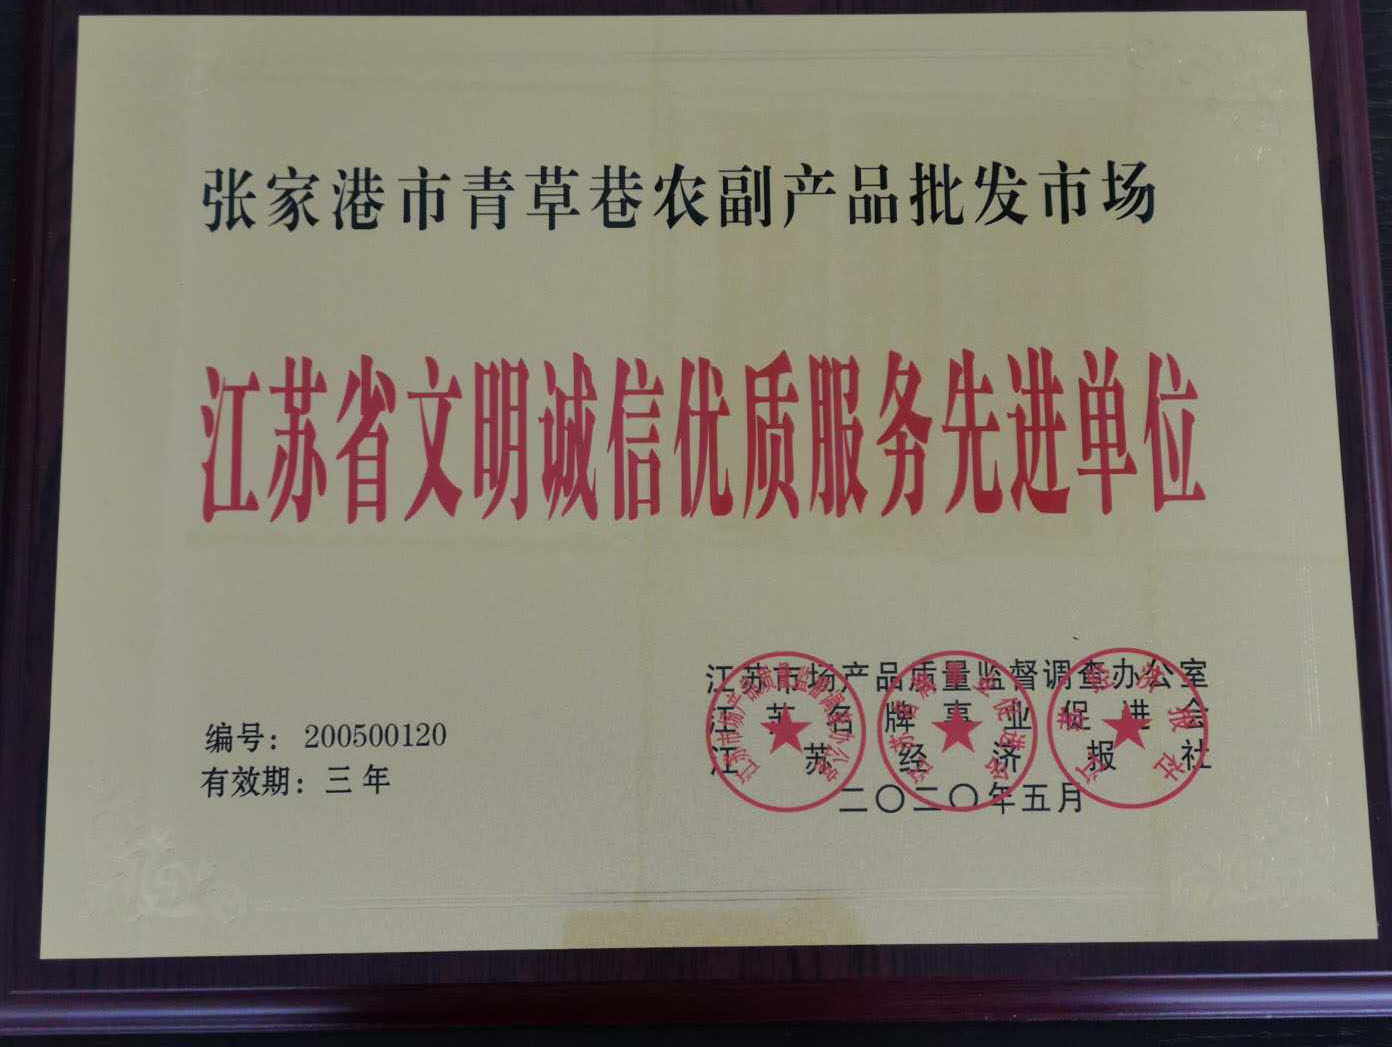 张家港市青草巷农副产品批发市场
江苏省文明诚信优质服务先进单位
编号: 200500120
有效期: 三年
江苏市场产品质量监督调查办公室
江苏名牌事业促进会
江苏经济报社
二〇二〇年五月